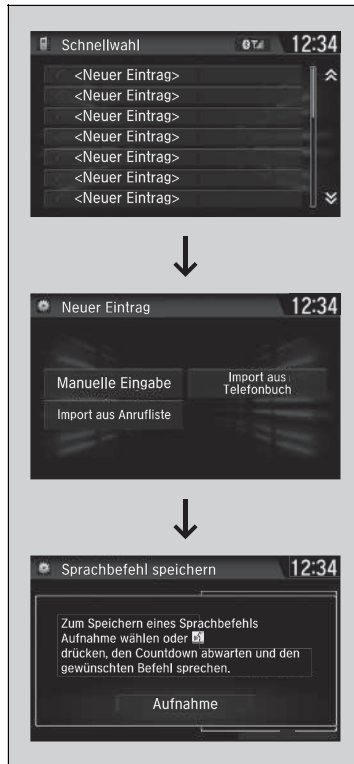 Schnellwahl 12:34
<Neuer Eintrag>
<Neuer Eintrag>
<Neuer Eintrag>
<Neuer Eintrag>
<Neuer Eintrag>
<Neuer Eintrag>
<Neuer Eintrag>
Neuer Eintrag 12:34
Manuelle Eingabe
Import aus
Telefonbuch
Import aus Anrufliste
Sprachbefehl speichern 12:34
Zum Speichern eines Sprachbefehls
Aufnahme wählen oder
drücken, den Countdown abwarten und den
gewünschten Befehl sprechen.
Aufnahme